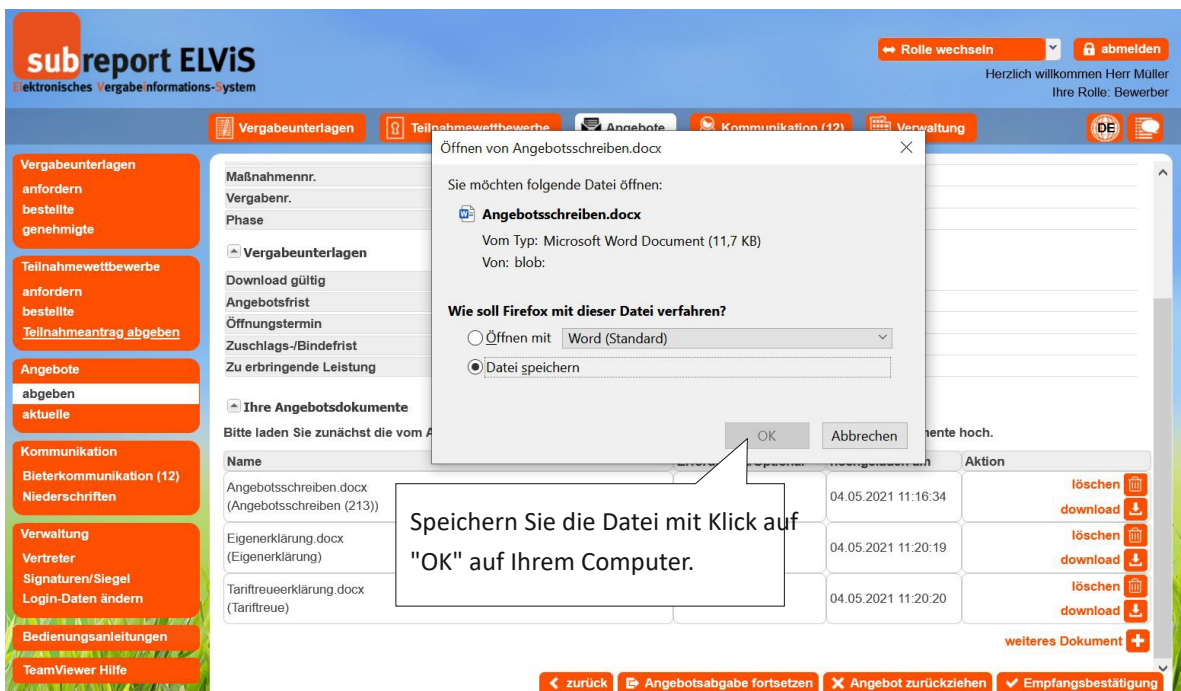 subreport ELViS
Elektronisches Vergabeinformations-System
Rolle wechseln
abmelden
Herzlich willkommen Herr Müller
Ihre Rolle: Bewerber
Vergabeunterlagen
Teilnahmewettbewerbe
Angebote
Kommunikation (12)
Verwaltung
DE
Vergabeunterlagen
anfordern
bestellte
genehmigte
Teilnahmewettbewerbe
anfordern
bestellte
Teilnahmeantrag abgeben
Angebote
abgeben
aktuelle
Kommunikation
Bieterkommunikation (12)
Niederschriften
Verwaltung
Vertreter
Signaturen/Siegel
Login-Daten ändern
Bedienungsanleitungen
TeamViewer Hilfe
Maßnahmennr.
Vergabenr.
Phase
Vergabeunterlagen
Download gültig
Angebotsfrist
Öffnungstermin
Zuschlags-/Bindefrist
Zu erbringende Leistung
Ihre Angebotsdokumente
Bitte laden Sie zunächst die vom
hoch.
Name
Aktion
Angebotsschreiben.docx
(Angebotsschreiben (213))
04.05.2021 11:16:34
löschen
download
Eigenerklärung.docx
(Eigenerklärung)
04.05.2021 11:20:19
löschen
download
Tariftreueerklärung.docx
(Tariftreue)
04.05.2021 11:20:20
löschen
download
weiteres Dokument
zurück
Angebotsabgabe fortsetzen
Angebot zurückziehen
Empfangsbestätigung
Öffnen von Angebotsschreiben.docx
Sie möchten folgende Datei öffnen:
Angebotsschreiben.docx
Vom Typ: Microsoft Word Document (11,7 KB)
Von: blob:
Wie soll Firefox mit dieser Datei verfahren?
Öffnen mit Word (Standard)
Datei speichern
OK
Abbrechen
Speichern Sie die Datei mit Klick auf
"OK" auf Ihrem Computer.